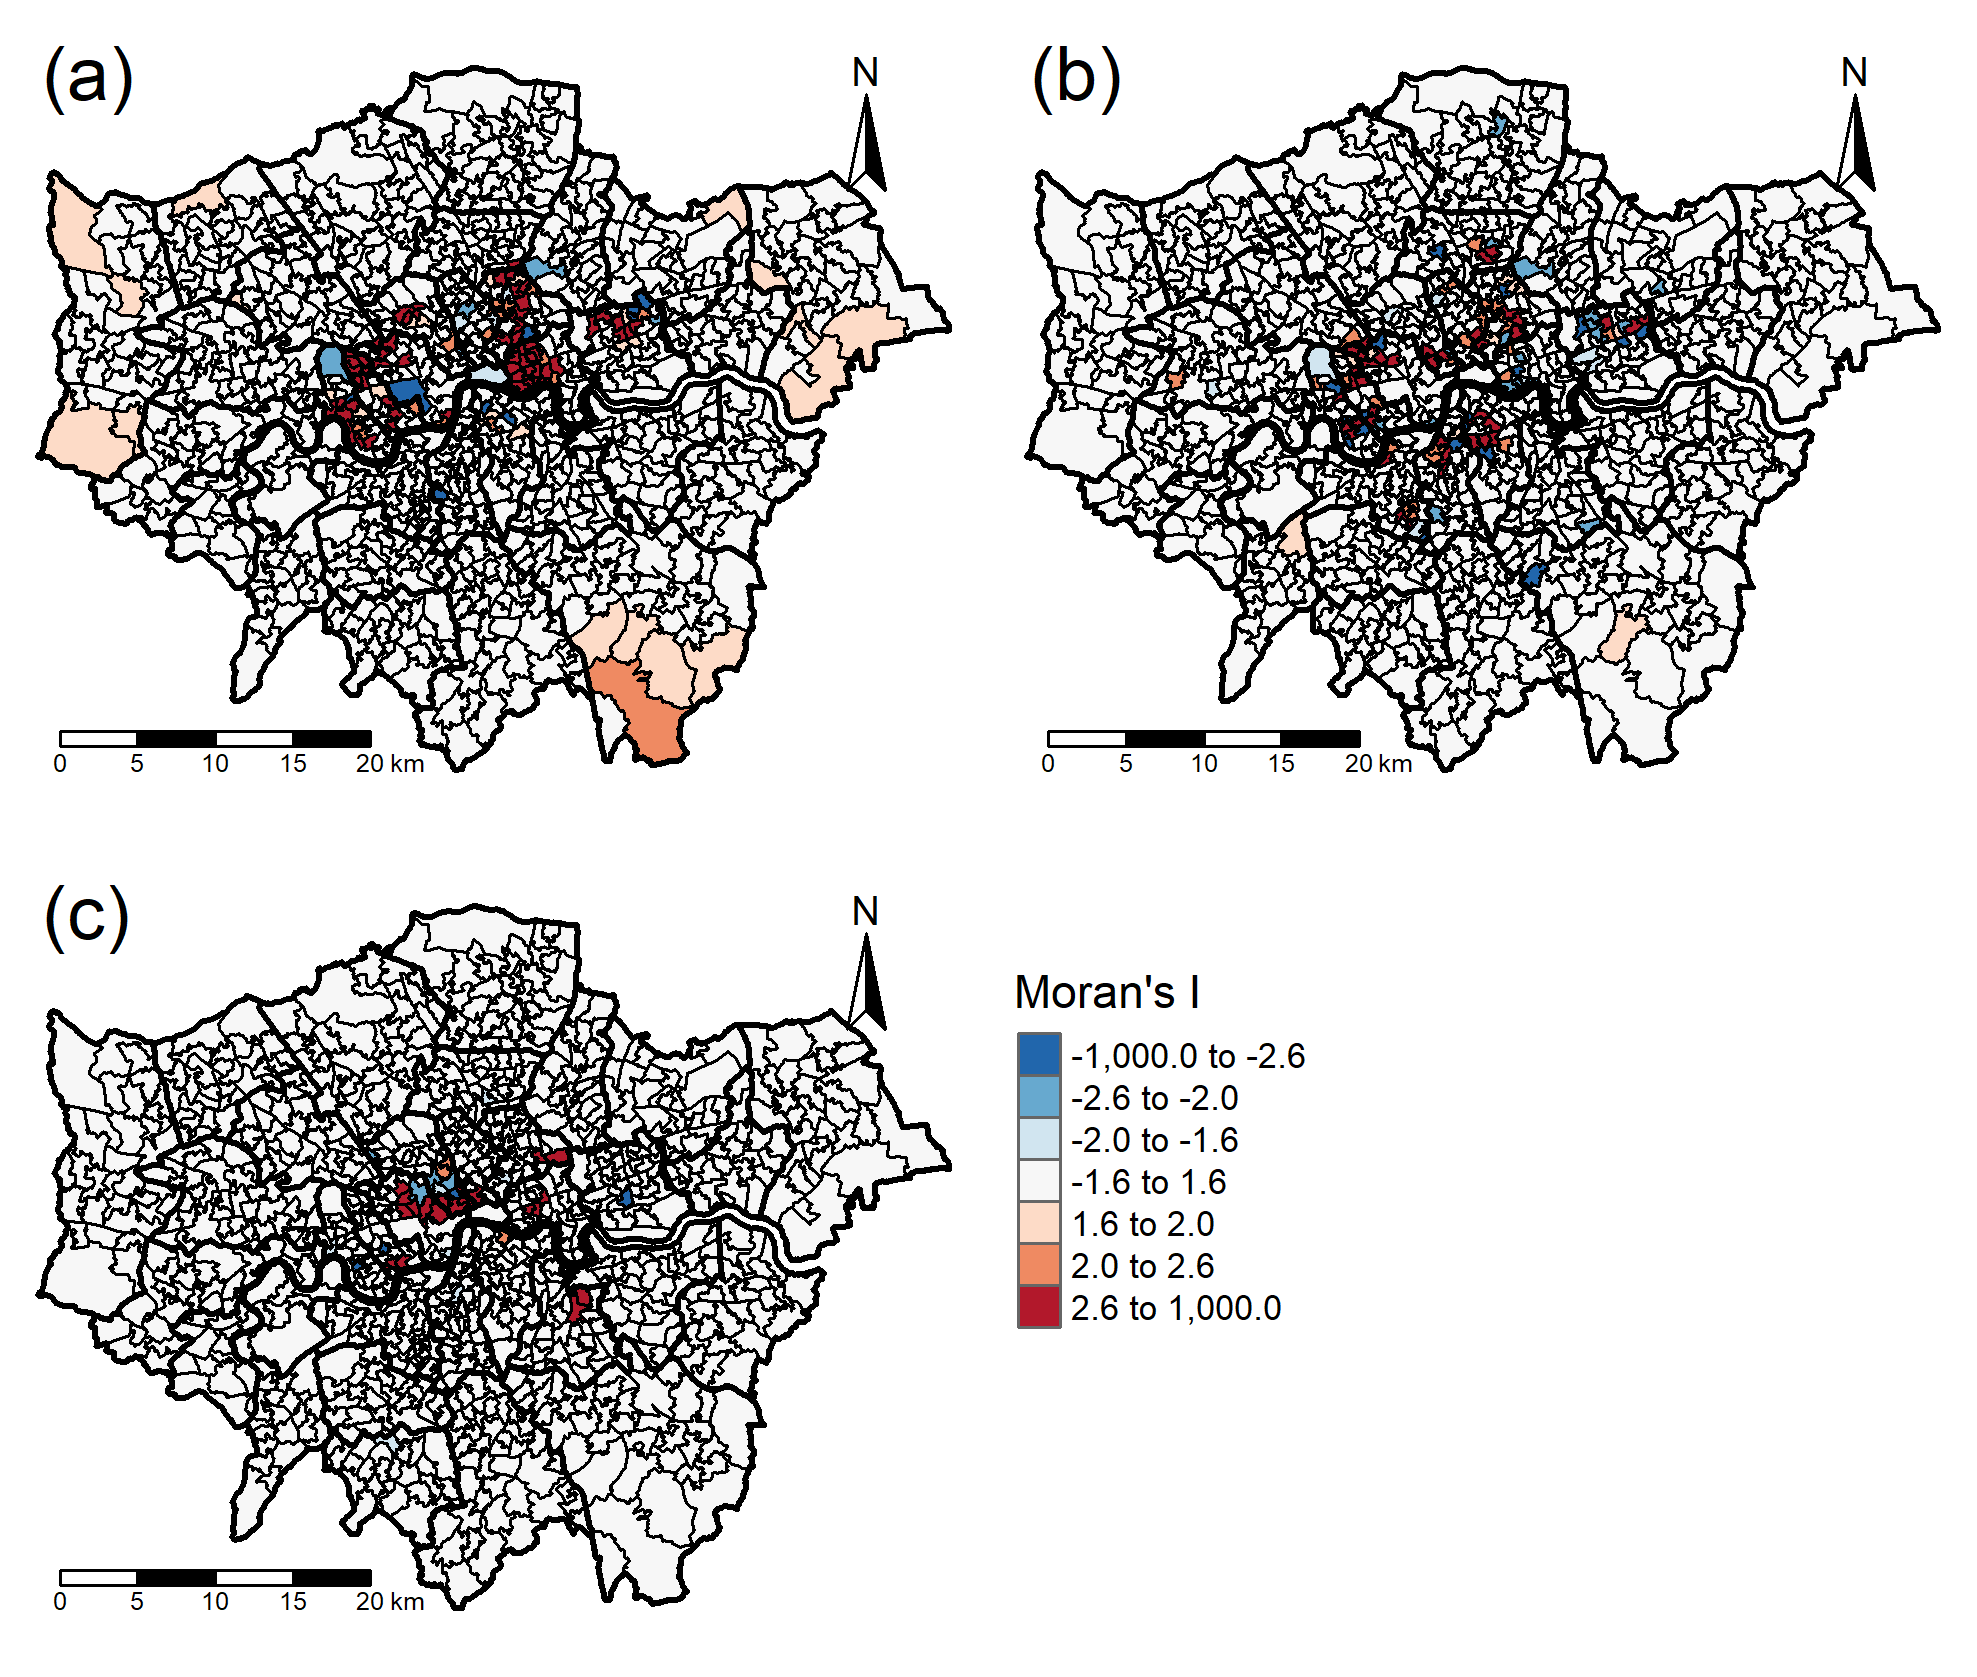 (a)
N
0 5 10 15 20 km
(b)
N
0 5 10 15 20 km
(c)
N
0 5 10 15 20 km
Moran's I
-1,000.0 to -2.6
-2.6 to -2.0
-2.0 to -1.6
-1.6 to 1.6
1.6 to 2.0
2.0 to 2.6
2.6 to 1,000.0